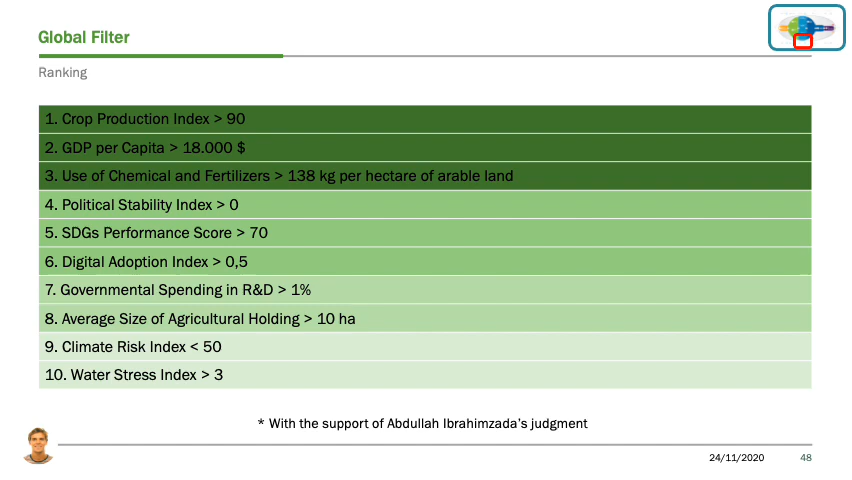 Global Filter
Ranking
1. Crop Production Index > 90
2. GDP per Capita > 18.000 $
3. Use of Chemical and Fertilizers > 138 kg per hectare of arable land
4. Political Stability Index > 0
5. SDGs Performance Score > 70
6. Digital Adoption Index > 0,5
7. Governmental Spending in R&D > 1%
8. Average Size of Agricultural Holding > 10 ha
9. Climate Risk Index < 50
10. Water Stress Index > 3
* With the support of Abdullah Ibrahimzada’s judgment
24/11/2020 48